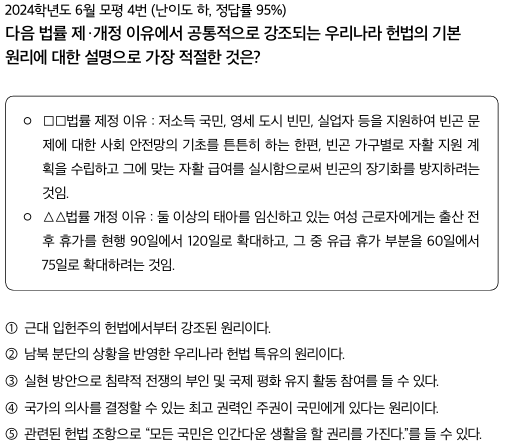 2024학년도 6월 모평 4번 (난이도 하, 정답률 95%)
다음 법률 제·개정 이유에서 공통적으로 강조되는 우리나라 헌법의 기본
원리에 대한 설명으로 가장 적절한 것은?
○ □□법률 제정 이유 : 저소득 국민, 영세 도시 빈민, 실업자 등을 지원하여 빈곤 문
제에 대한 사회 안전망의 기초를 튼튼히 하는 한편, 빈곤 가구별로 자활 지원 계
획을 수립하고 그에 맞는 자활 급여를 실시함으로써 빈곤의 장기화를 방지하려는
것임.
○ △△법률 개정 이유 : 둘 이상의 태아를 임신하고 있는 여성 근로자에게는 출산 전
후 휴가를 현행 90일에서 120일로 확대하고, 그 중 유급 휴가 부분을 60일에서
75일로 확대하려는 것임.
① 근대 입헌주의 헌법에서부터 강조된 원리이다.
② 남북 분단의 상황을 반영한 우리나라 헌법 특유의 원리이다.
③ 실현 방안으로 침략적 전쟁의 부인 및 국제 평화 유지 활동 참여를 들 수 있다.
④ 국가의 의사를 결정할 수 있는 최고 권력인 주권이 국민에게 있다는 원리이다.
⑤ 관련된 헌법 조항으로 “모든 국민은 인간다운 생활을 할 권리를 가진다.”를 들 수 있다.